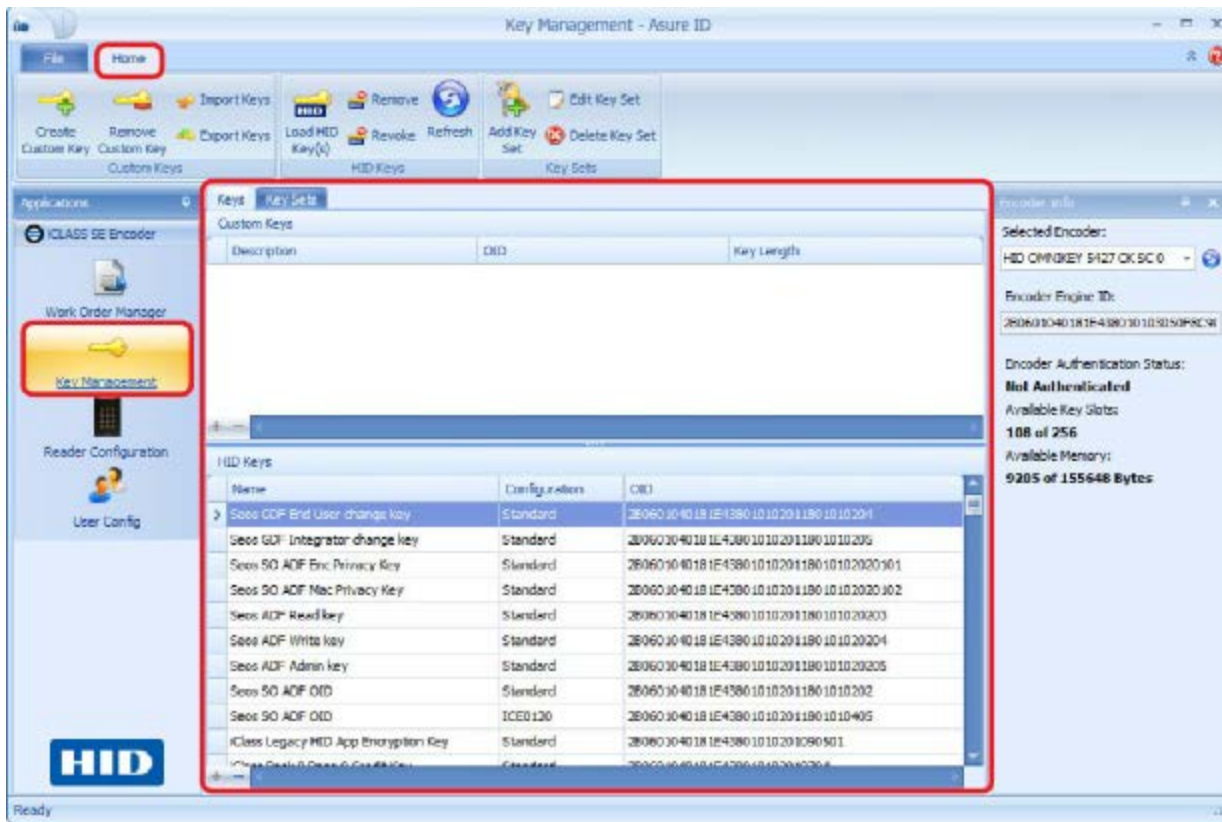 Key Management - Asure ID
File Home
Create Custom Key
Remove Custom Key
Import Keys
Export Keys
Custom Keys
Load HID Key(s)
Remove
Revoke
Refresh
HID Keys
Add Key Set
Edit Key Set
Delete Key Set
Key Sets
Applications
iCLASS SE Encoder
Work Order Manager
Key Management
Reader Configuration
User Config
HID
Keys Key Sets
Custom Keys
Description OID Key Length
HID Keys
Name Configuration OID
Seos GDF End User change key Standard
Seos GDF Integrator change key Standard
Seos SO ADF Enc Privacy Key Standard
Seos SO ADF Mac Privacy Key Standard
Seos ADF Read key Standard
Seos ADF Write key Standard
Seos ADF Admin key Standard
Seos SO ADF OID Standard
Seos SO ADF OID ICE0120
iClass Legacy HID App Encryption Key Standard
Encoder Info
Selected Encoder:
HID OMNIKEY 5427 CK SC 0
Encoder Engine ID:
Encoder Authentication Status:
Not Authenticated
Available Key Slots:
108 of 256
Available Memory:
9205 of 155648 Bytes
Ready